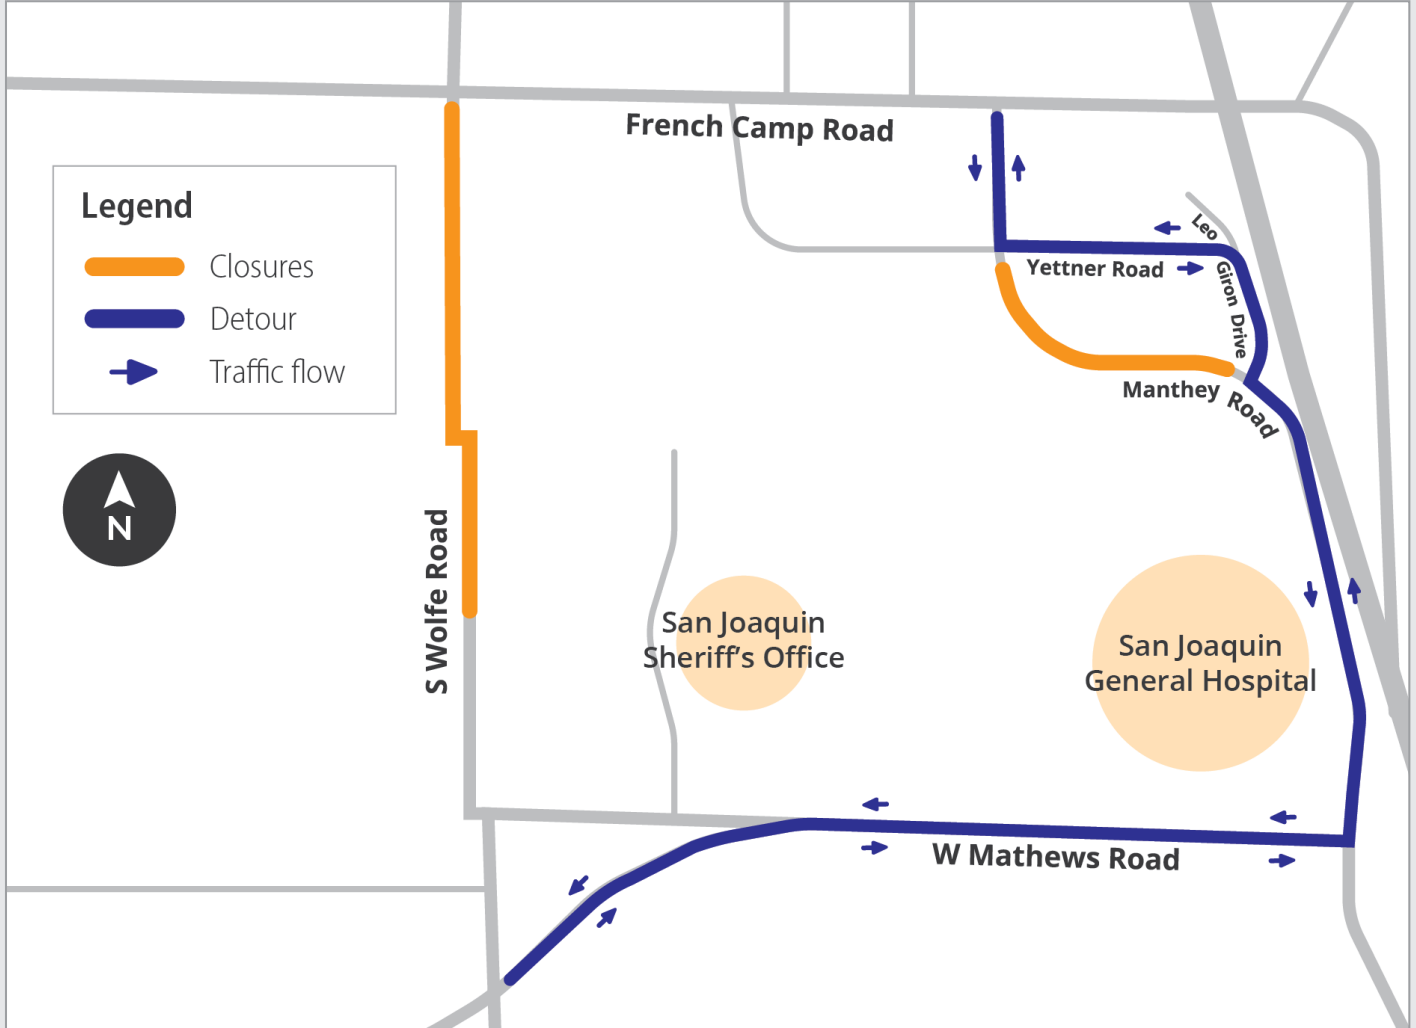 French Camp Road
Legend
Closures
Detour
Traffic flow
N
Leo
Giron Drive
Yettner Road
Manthey Road
S Wolfe Road
San Joaquin
Sheriff's Office
San Joaquin
General Hospital
W Mathews Road